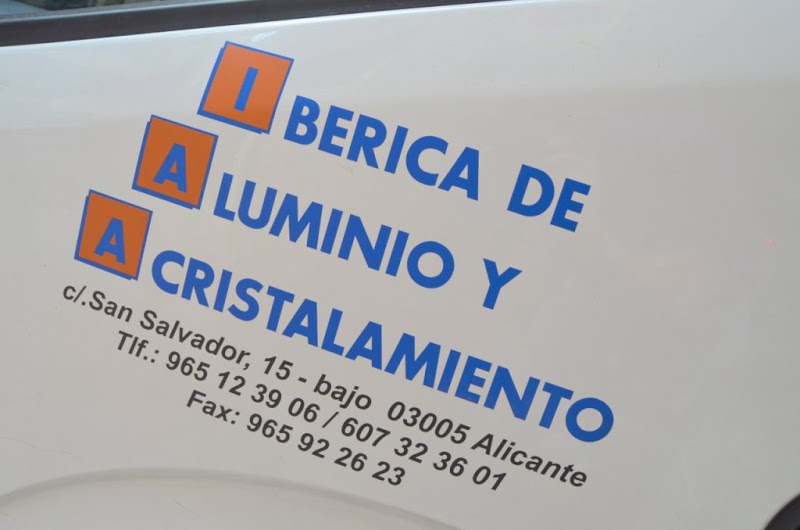 IBERICA DE
ALUMINIO Y
ACRISTALAMIENTO
c/.San Salvador, 15 - bajo 03005 Alicante
Tlf.: 965 12 39 06 / 607 32 36 01
Fax: 965 92 26 23